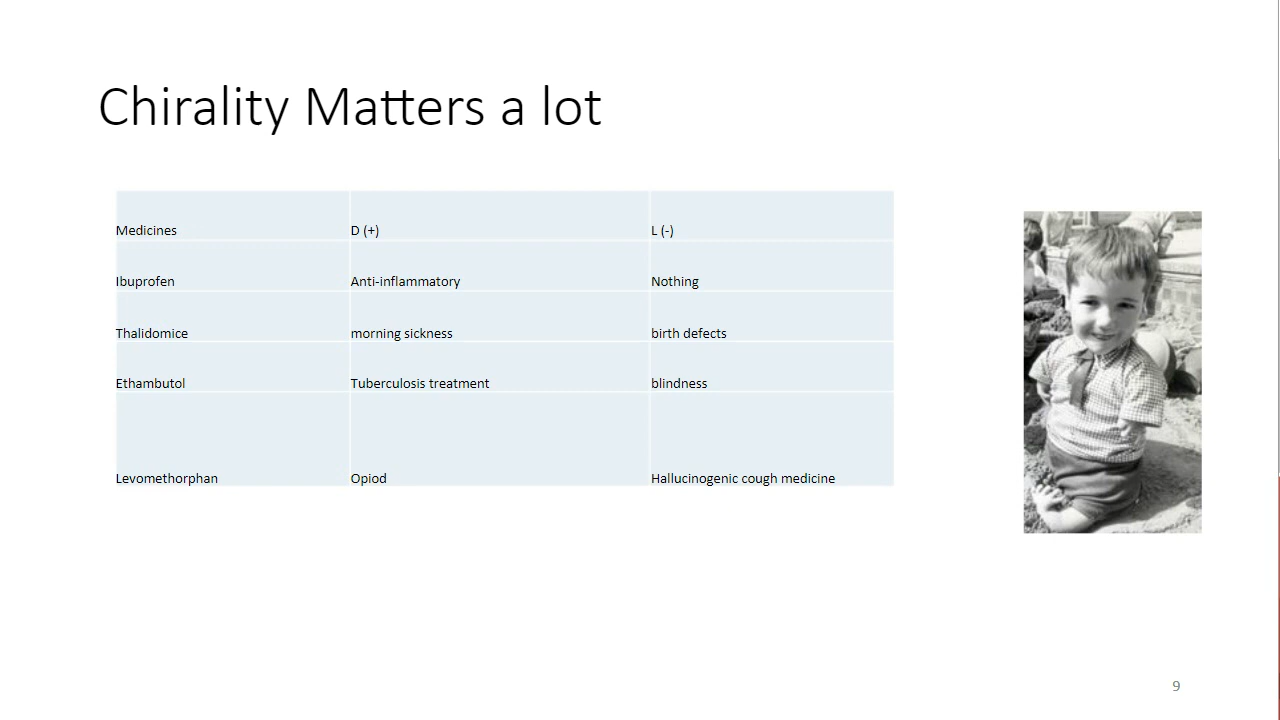 Chirality Matters a lot
Medicines D (+) L (-)
Ibuprofen Anti-inflammatory Nothing
Thalidomice morning sickness birth defects
Ethambutol Tuberculosis treatment blindness
Levomethorphan Opiod Hallucinogenic cough medicine
9